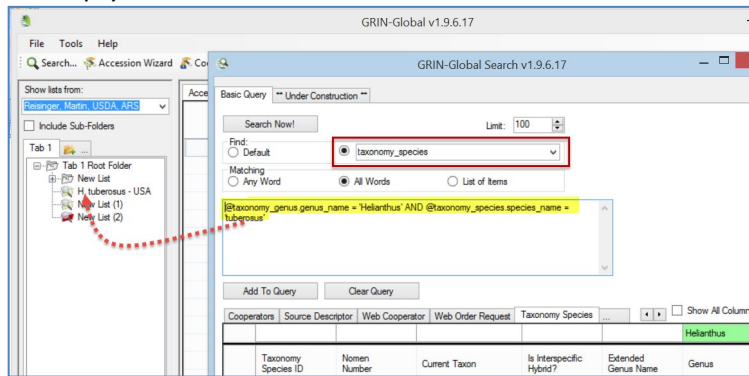 GRIN-Global v1.9.6.17
File Tools Help
Search... Accession Wizard Co
GRIN-Global Search v1.9.6.17
Show lists from:
Reisinger, Martin, USDA, ARS
Include Sub-Folders
Tab 1 ...
Tab 1 Root Folder
New List
H. tuberosus - USA
New List (1)
New List (2)
Acce
Basic Query ** Under Construction **
Search Now! Limit: 100
Find:
Default taxonomy_species
Matching
Any Word All Words List of Items
@taxonomy_genus.genus_name = 'Helianthus' AND @taxonomy_species.species_name =
'tuberosus'
Add To Query Clear Query
Cooperators Source Descriptor Web Cooperator Web Order Request Taxonomy Species ... Show All Column
Helianthus
Taxonomy Nomen Current Taxon Is Interspecific Extended Genus
Species ID Number Hybrid? Genus Name